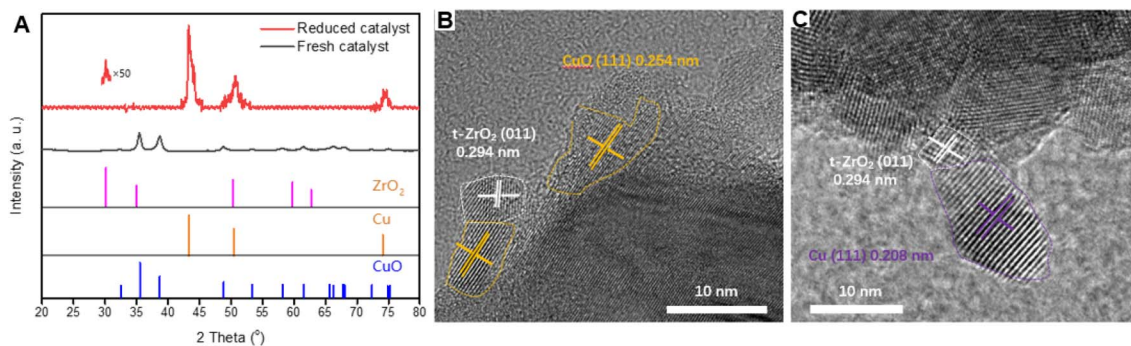 A
Reduced catalyst
Fresh catalyst
×50
ZrO₂
Cu
CuO
Intensity (a. u.)
20 25 30 35 40 45 50 55 60 65 70 75 80
2 Theta (°)
B
CuO (111) 0.254 nm
t-ZrO₂ (011)
0.294 nm
10 nm
C
t-ZrO₂ (011)
0.294 nm
Cu (111) 0.208 nm
10 nm